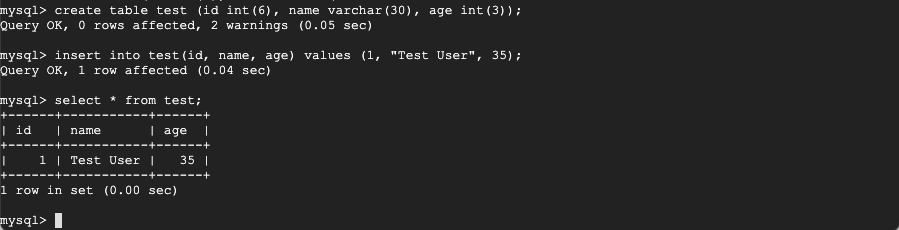 mysql> create table test (id int(6), name varchar(30), age int(3));
Query OK, 0 rows affected, 2 warnings (0.05 sec)

mysql> insert into test(id, name, age) values (1, "Test User", 35);
Query OK, 1 row affected (0.04 sec)

mysql> select * from test;
+------+-----------+------+
| id   | name      | age  |
+------+-----------+------+
|    1 | Test User |   35 |
+------+-----------+------+
1 row in set (0.00 sec)

mysql>